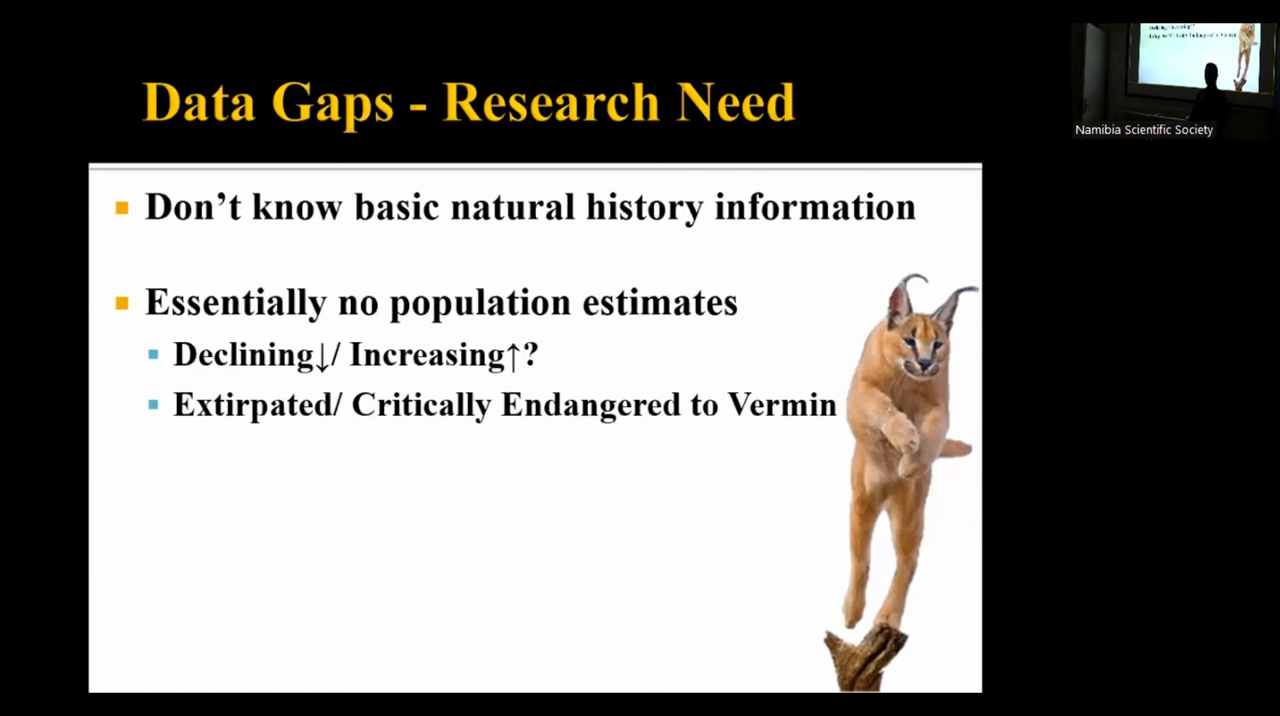 Data Gaps - Research Need
Don't know basic natural history information
Essentially no population estimates
Declining↓/ Increasing↑?
Extirpated/ Critically Endangered to Vermin
Namibia Scientific Society